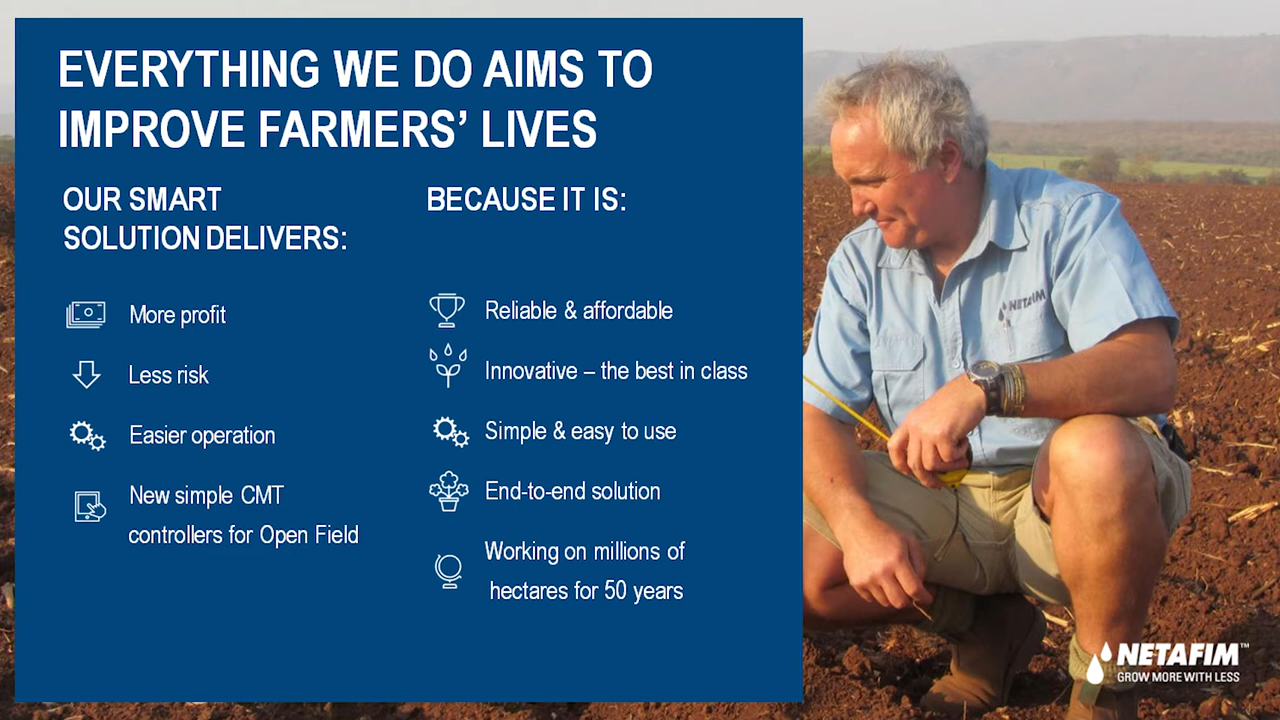 EVERYTHING WE DO AIMS TO
IMPROVE FARMERS’ LIVES
OUR SMART
SOLUTION DELIVERS:
More profit
Less risk
Easier operation
New simple CMT
controllers for Open Field
BECAUSE IT IS:
Reliable & affordable
Innovative – the best in class
Simple & easy to use
End-to-end solution
Working on millions of
hectares for 50 years
NETAFIM
NETAFIM™
GROW MORE WITH LESS